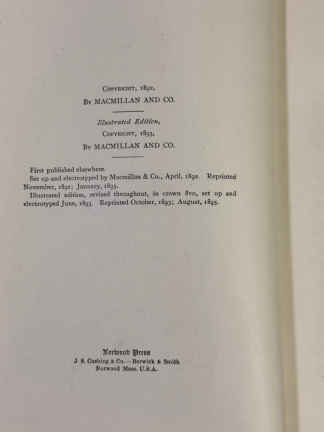 COPYRIGHT, 1892,
BY MACMILLAN AND CO.
Illustrated Edition,
COPYRIGHT, 1893,
BY MACMILLAN AND CO.
First published elsewhere.
Set up and electrotyped by Macmillan & Co., April, 1892. Reprinted
November, 1892; January, 1893.
Illustrated edition, revised throughout, in crown 8vo, set up and
electrotyped June, 1893. Reprinted October, 1893; August, 1895.
Norwood Press
J. S. Cushing & Co. — Berwick & Smith.
Norwood Mass. U.S.A.